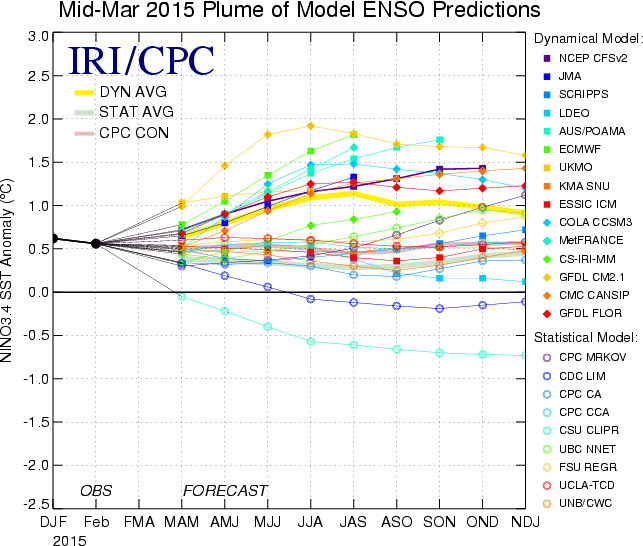 Mid-Mar 2015 Plume of Model ENSO Predictions
IRI/CPC
DYN AVG
STAT AVG
CPC CON
NINO3.4 SST Anomaly (ºC)
3.0
2.5
2.0
1.5
1.0
0.5
0.0
-0.5
-1.0
-1.5
-2.0
-2.5
OBS FORECAST
DJF Feb FMA MAM AMJ MJJ JJA JAS ASO SON OND NDJ
2015
Dynamical Model:
NCEP CFSv2
JMA
SCRIPPS
LDEO
AUS/POAMA
ECMWF
UKMO
KMA SNU
ESSIC ICM
COLA CCSM3
MetFRANCE
CS-IRI-MM
GFDL CM2.1
CMC CANSIP
GFDL FLOR
Statistical Model:
CPC MRKOV
CDC LIM
CPC CA
CPC CCA
CSU CLIPR
UBC NNET
FSU REGR
UCLA-TCD
UNB/CWC